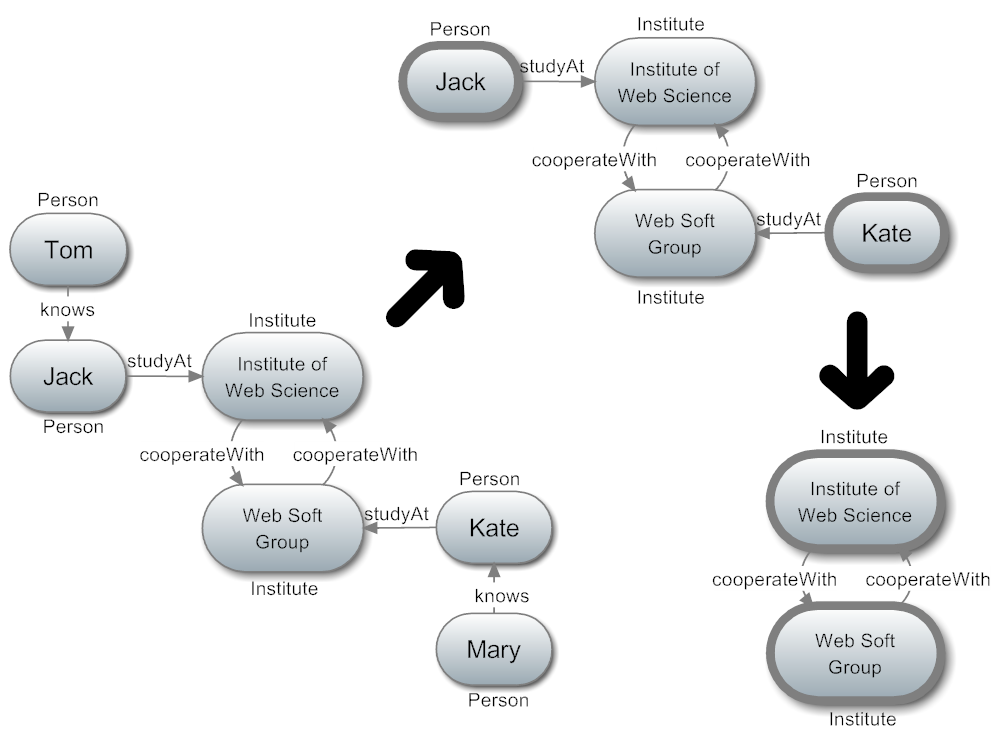 Person
Tom
knows
Jack
Person
studyAt
Institute
Institute of
Web Science
cooperateWith
cooperateWith
Web Soft
Group
Institute
studyAt
Person
Kate
knows
Mary
Person
Person
Jack
studyAt
Institute
Institute of
Web Science
cooperateWith
cooperateWith
Web Soft
Group
Institute
studyAt
Person
Kate
Institute
Institute of
Web Science
cooperateWith
cooperateWith
Web Soft
Group
Institute